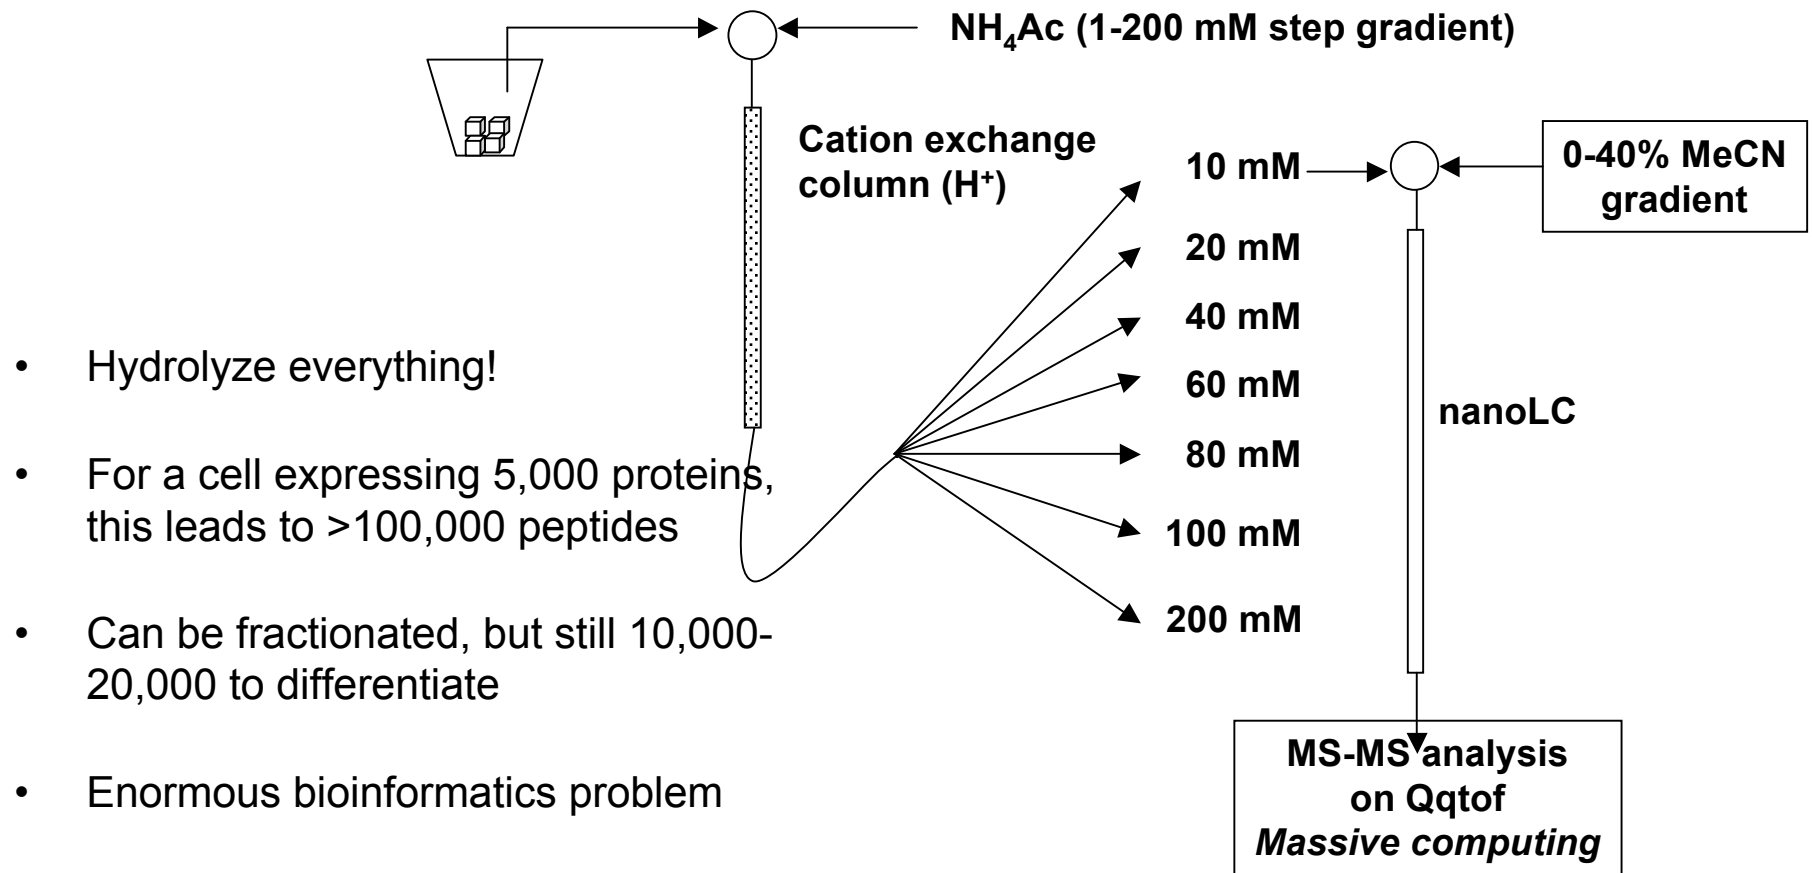 NH₄Ac (1-200 mM step gradient)
Cation exchange
column (H⁺)
10 mM
20 mM
40 mM
60 mM
80 mM
100 mM
200 mM
0-40% MeCN
gradient
nanoLC
MS-MS analysis
on Qqtof
Massive computing
• Hydrolyze everything!
• For a cell expressing 5,000 proteins,
this leads to >100,000 peptides
• Can be fractionated, but still 10,000-
20,000 to differentiate
• Enormous bioinformatics problem